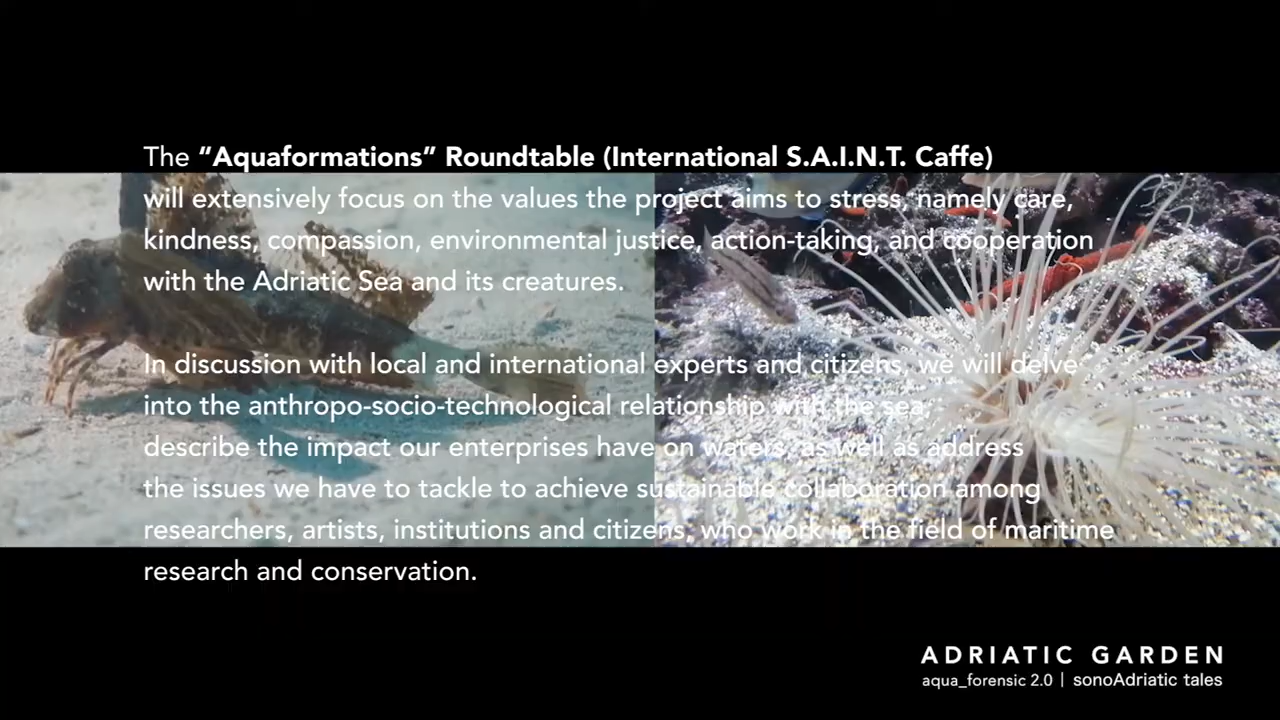 The “Aquaformations” Roundtable (International S.A.I.N.T. Caffe)
will extensively focus on the values the project aims to stress, namely care,
kindness, compassion, environmental justice, action-taking, and cooperation
with the Adriatic Sea and its creatures.
In discussion with local and international experts and citizens, we will delve
into the anthropo-socio-technological relationship with the sea,
describe the impact our enterprises have on waters, as well as address
the issues we have to tackle to achieve sustainable collaboration among
researchers, artists, institutions and citizens, who work in the field of maritime
research and conservation.
ADRIATIC GARDEN
aqua_forensic 2.0 | sonoAdriatic tales